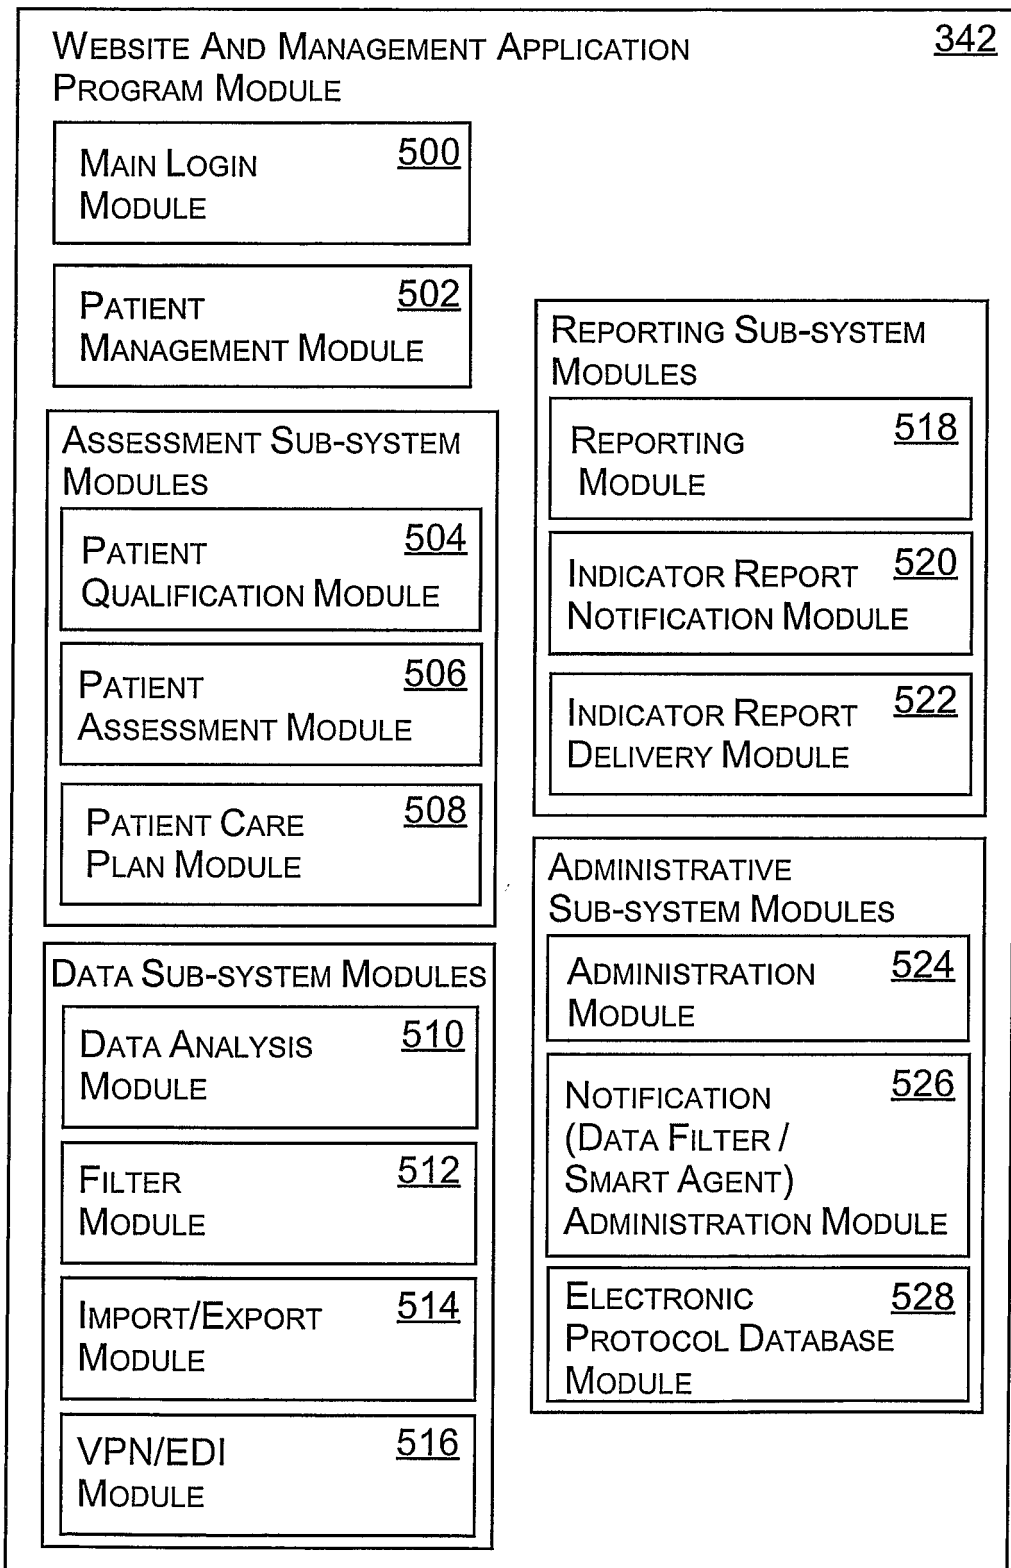 WEBSITE AND MANAGEMENT APPLICATION 342
PROGRAM MODULE
MAIN LOGIN 500
MODULE
PATIENT 502
MANAGEMENT MODULE
ASSESSMENT SUB-SYSTEM
MODULES
PATIENT 504
QUALIFICATION MODULE
PATIENT 506
ASSESSMENT MODULE
PATIENT CARE 508
PLAN MODULE
DATA SUB-SYSTEM MODULES
DATA ANALYSIS 510
MODULE
FILTER 512
MODULE
IMPORT/EXPORT 514
MODULE
VPN/EDI 516
MODULE
REPORTING SUB-SYSTEM
MODULES
REPORTING 518
MODULE
INDICATOR REPORT 520
NOTIFICATION MODULE
INDICATOR REPORT 522
DELIVERY MODULE
ADMINISTRATIVE
SUB-SYSTEM MODULES
ADMINISTRATION 524
MODULE
NOTIFICATION 526
(DATA FILTER /
SMART AGENT)
ADMINISTRATION MODULE
ELECTRONIC 528
PROTOCOL DATABASE
MODULE